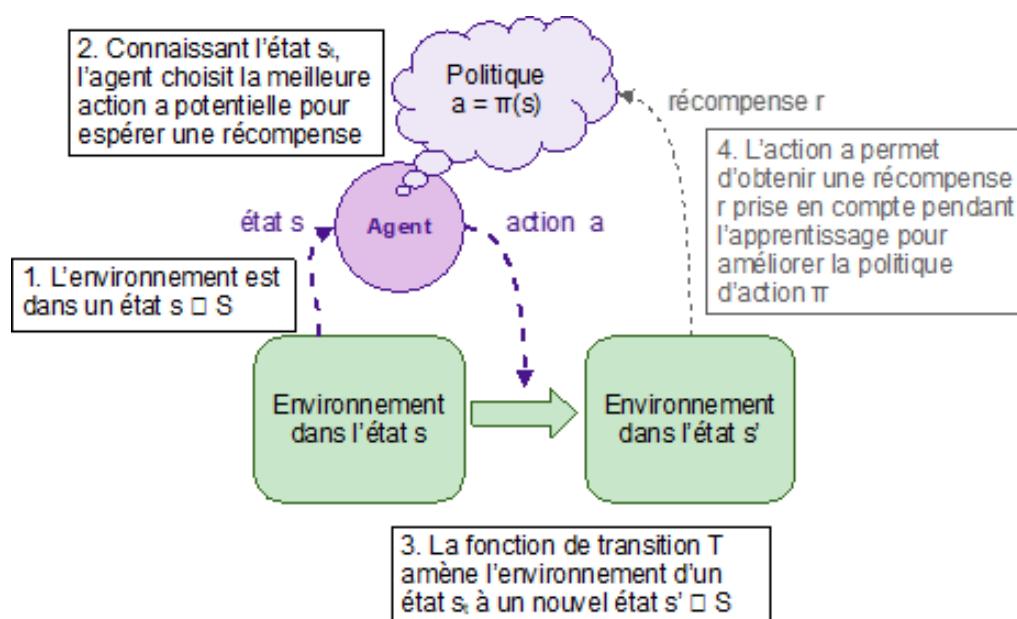 2. Connaissant l'état sₜ,
l'agent choisit la meilleure
action a potentielle pour
espérer une récompense
Politique
a = π(s)
récompense r
4. L'action a permet
d'obtenir une récompense
r prise en compte pendant
l'apprentissage pour
améliorer la politique
d'action π
état s
Agent
action a
1. L'environnement est
dans un état s □ S
Environnement
dans l'état s
Environnement
dans l'état s'
3. La fonction de transition T
amène l'environnement d'un
état sₜ à un nouvel état s' □ S